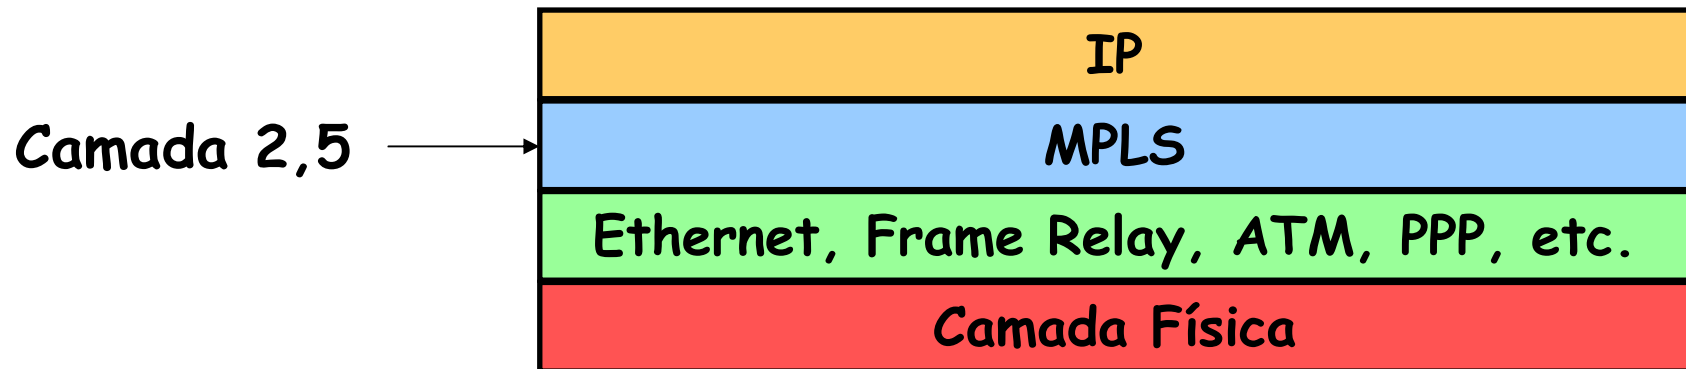 IP
Camada 2,5
MPLS
Ethernet, Frame Relay, ATM, PPP, etc.
Camada Física